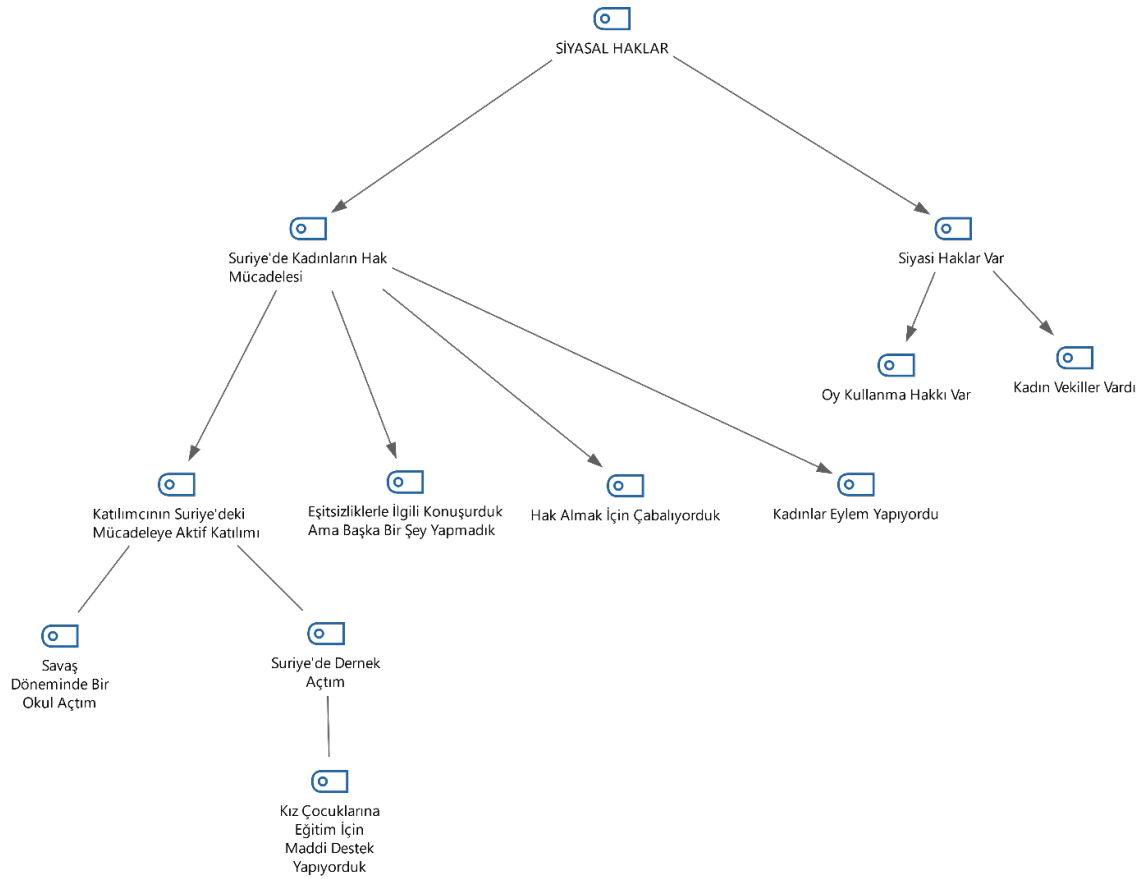 SİYASAL HAKLAR
Suriye'de Kadınların Hak
Mücadelesi
Siyasi Haklar Var
Oy Kullanma Hakkı Var
Kadın Vekiller Vardı
Katılımcının Suriye'deki
Mücadeleye Aktif Katılımı
Eşitsizliklerle İlgili Konuşurduk
Ama Başka Bir Şey Yapmadık
Hak Almak İçin Çabalıyorduk
Kadınlar Eylem Yapıyordu
Savaş
Döneminde Bir
Okul Açtım
Suriye'de Dernek
Açtım
Kız Çocuklarına
Eğitim İçin
Maddi Destek
Yapıyorduk